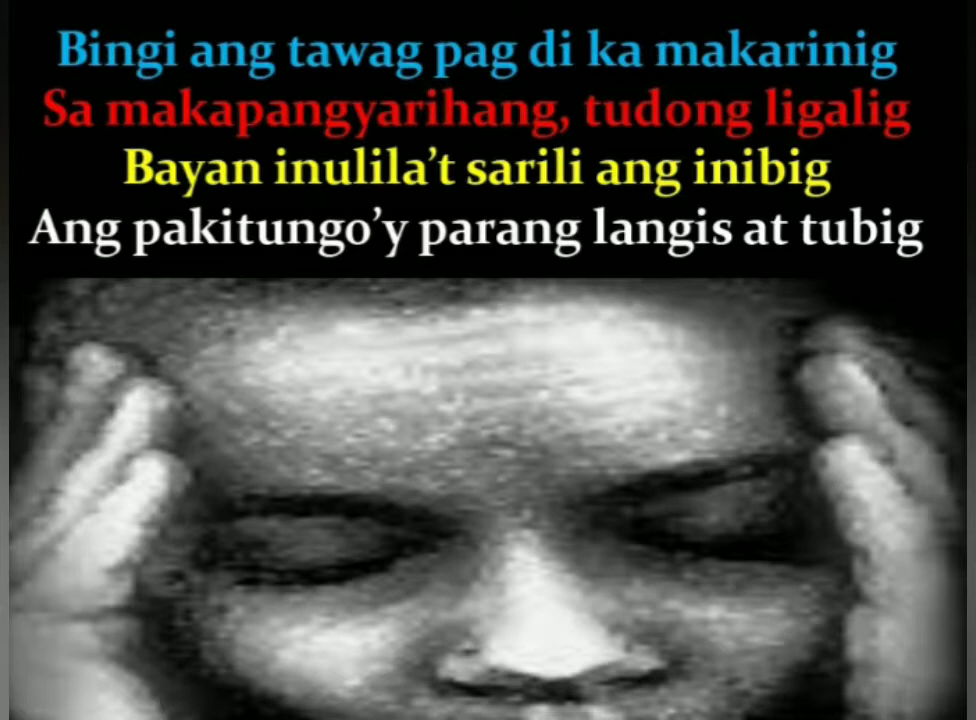 Bingi ang tawag pag di ka makarinig
Sa makapangyarihang, tudong ligalig
Bayan inulila’t sarili ang inibig
Ang pakitungo’y parang langis at tubig